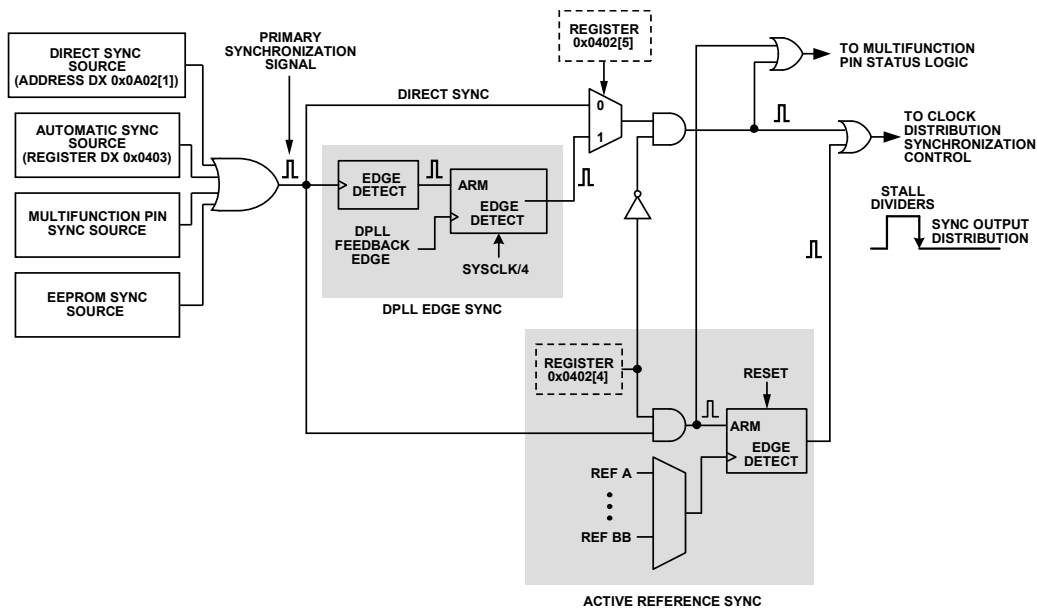 DIRECT SYNC
SOURCE
(ADDRESS DX 0x0A02[1])
AUTOMATIC SYNC
SOURCE
(REGISTER DX 0x0403)
MULTIFUNCTION PIN
SYNC SOURCE
EEPROM SYNC
SOURCE
PRIMARY
SYNCHRONIZATION
SIGNAL
DIRECT SYNC
EDGE
DETECT
ARM
EDGE
DETECT
DPLL
FEEDBACK
EDGE
SYSCLK/4
DPLL EDGE SYNC
REGISTER
0x0402[5]
0
1
TO MULTIFUNCTION
PIN STATUS LOGIC
TO CLOCK
DISTRIBUTION
SYNCHRONIZATION
CONTROL
STALL
DIVIDERS
SYNC OUTPUT
DISTRIBUTION
REGISTER
0x0402[4]
RESET
ARM
EDGE
DETECT
REF A
REF BB
ACTIVE REFERENCE SYNC